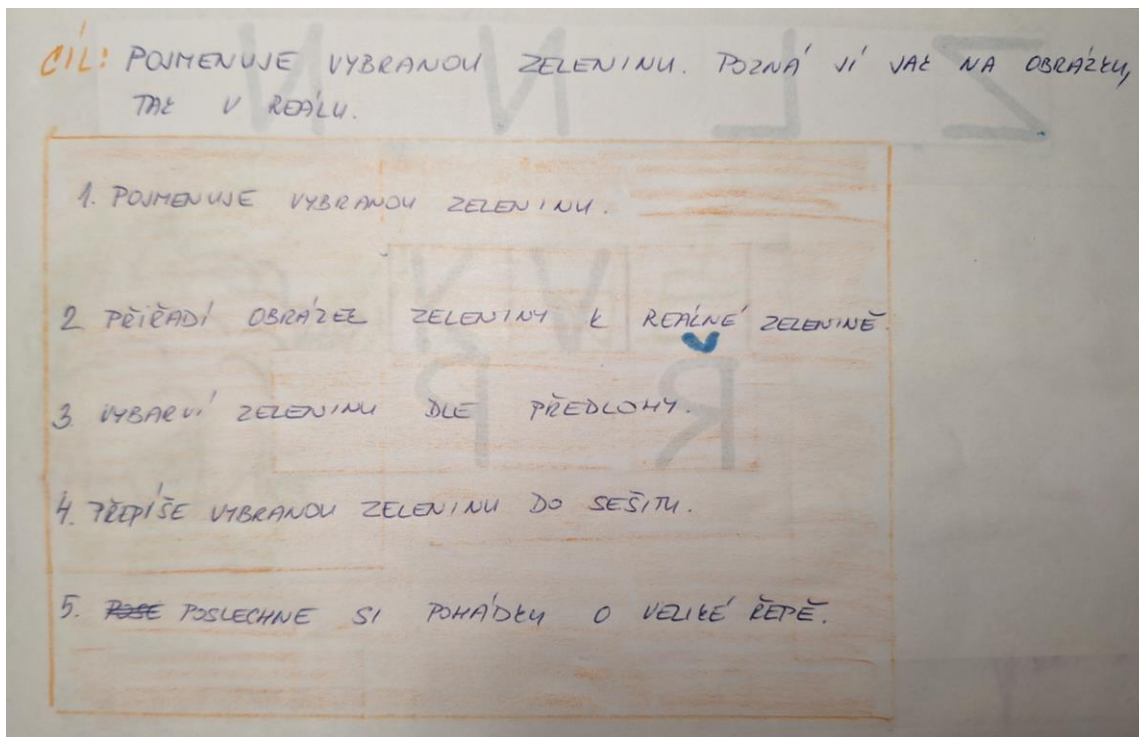 CÍL: POJMENUJE VYBRANOU ZELENINU. POZNÁ JÍ JAK NA OBRÁZKU,
TAK V REÁLU.
1. POJMENUJE VYBRANOU ZELENINU.
2 PŘIŘADÍ OBRÁZEK ZELENINY K REÁLNÉ ZELENINĚ.
3. VYBARVÍ ZELENINU DLE PŘEDLOHY.
4. PŘEPÍŠE VYBRANOU ZELENINU DO SEŠITU.
5. POSLECHNE SI POHÁDKU O VELIKÉ ŘEPĚ.